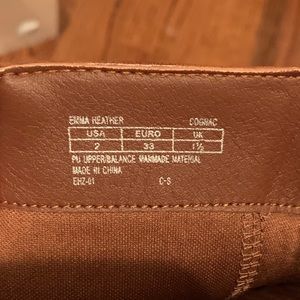 EMMA HEATHER COGNAC
USA EURO UK
2 33 1½
PU UPPER/BALANCE MANMADE MATERIAL
MADE IN CHINA
EHZ-01 C-S